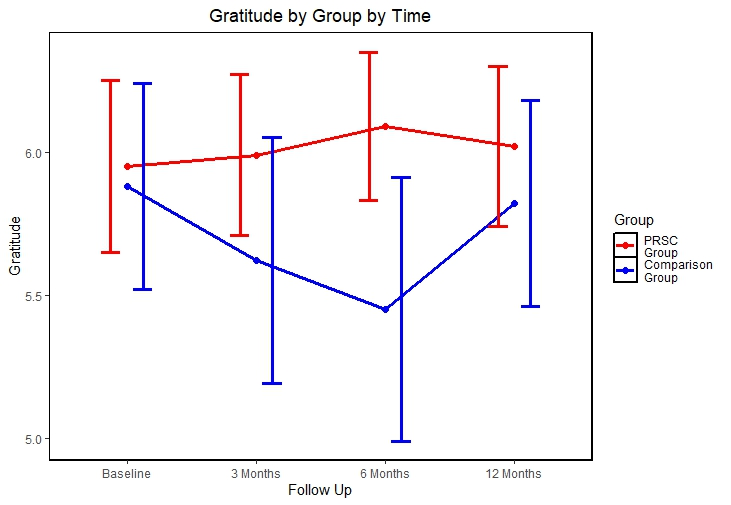 Gratitude by Group by Time
Gratitude
6.0
5.5
5.0
Baseline
3 Months
6 Months
12 Months
Follow Up
Group
PRSC
Group
Comparison
Group